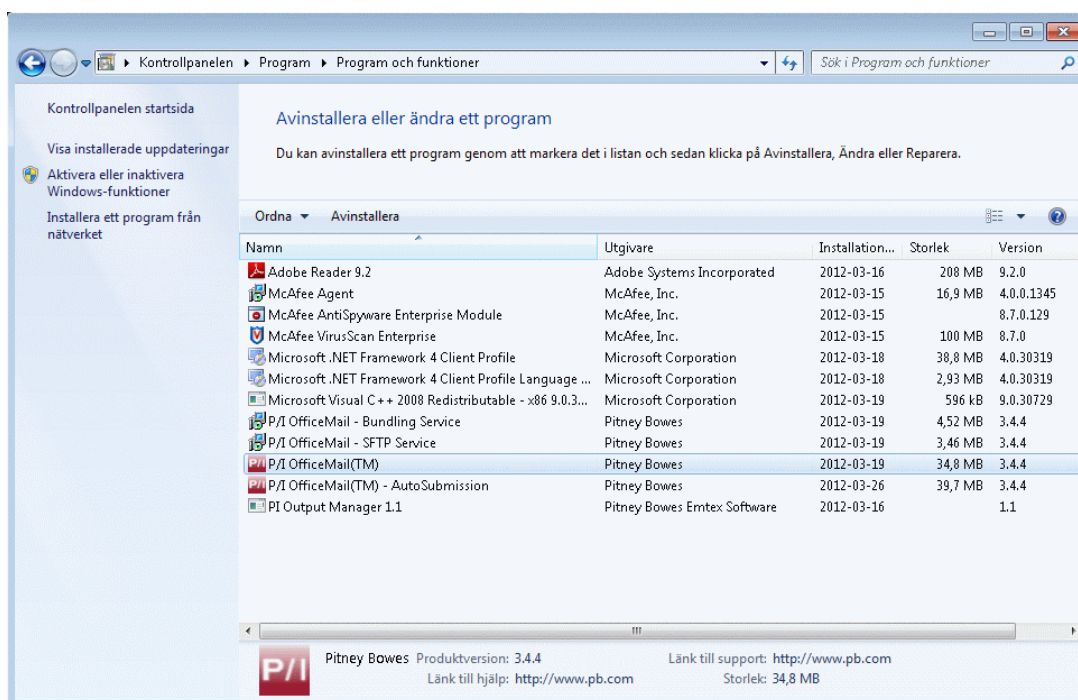 Kontrollpanelen Program Program och funktioner Sök i Program och funktioner
Kontrollpanelen startsida
Visa installerade uppdateringar
Aktivera eller inaktivera
Windows-funktioner
Installera ett program från
nätverket
Avinstallera eller ändra ett program
Du kan avinstallera ett program genom att markera det i listan och sedan klicka på Avinstallera, Ändra eller Reparera.
Ordna Avinstallera
Namn Utgivare Installation... Storlek Version
Adobe Reader 9.2 Adobe Systems Incorporated 2012-03-16 208 MB 9.2.0
McAfee Agent McAfee, Inc. 2012-03-15 16,9 MB 4.0.0.1345
McAfee AntiSpyware Enterprise Module McAfee, Inc. 2012-03-15 8.7.0.129
McAfee VirusScan Enterprise McAfee, Inc. 2012-03-15 100 MB 8.7.0
Microsoft .NET Framework 4 Client Profile Microsoft Corporation 2012-03-18 38,8 MB 4.0.30319
Microsoft .NET Framework 4 Client Profile Language ... Microsoft Corporation 2012-03-18 2,93 MB 4.0.30319
Microsoft Visual C++ 2008 Redistributable - x86 9.0.3... Microsoft Corporation 2012-03-19 596 kB 9.0.30729
P/I OfficeMail - Bundling Service Pitney Bowes 2012-03-19 4,52 MB 3.4.4
P/I OfficeMail - SFTP Service Pitney Bowes 2012-03-19 3,46 MB 3.4.4
P/I P/I OfficeMail(TM) Pitney Bowes 2012-03-19 34,8 MB 3.4.4
P/I P/I OfficeMail(TM) - AutoSubmission Pitney Bowes 2012-03-26 39,7 MB 3.4.4
PI Output Manager 1.1 Pitney Bowes Emtex Software 2012-03-16 1.1
P/I
Pitney Bowes Produktversion: 3.4.4 Länk till support: http://www.pb.com
Länk till hjälp: http://www.pb.com Storlek: 34,8 MB